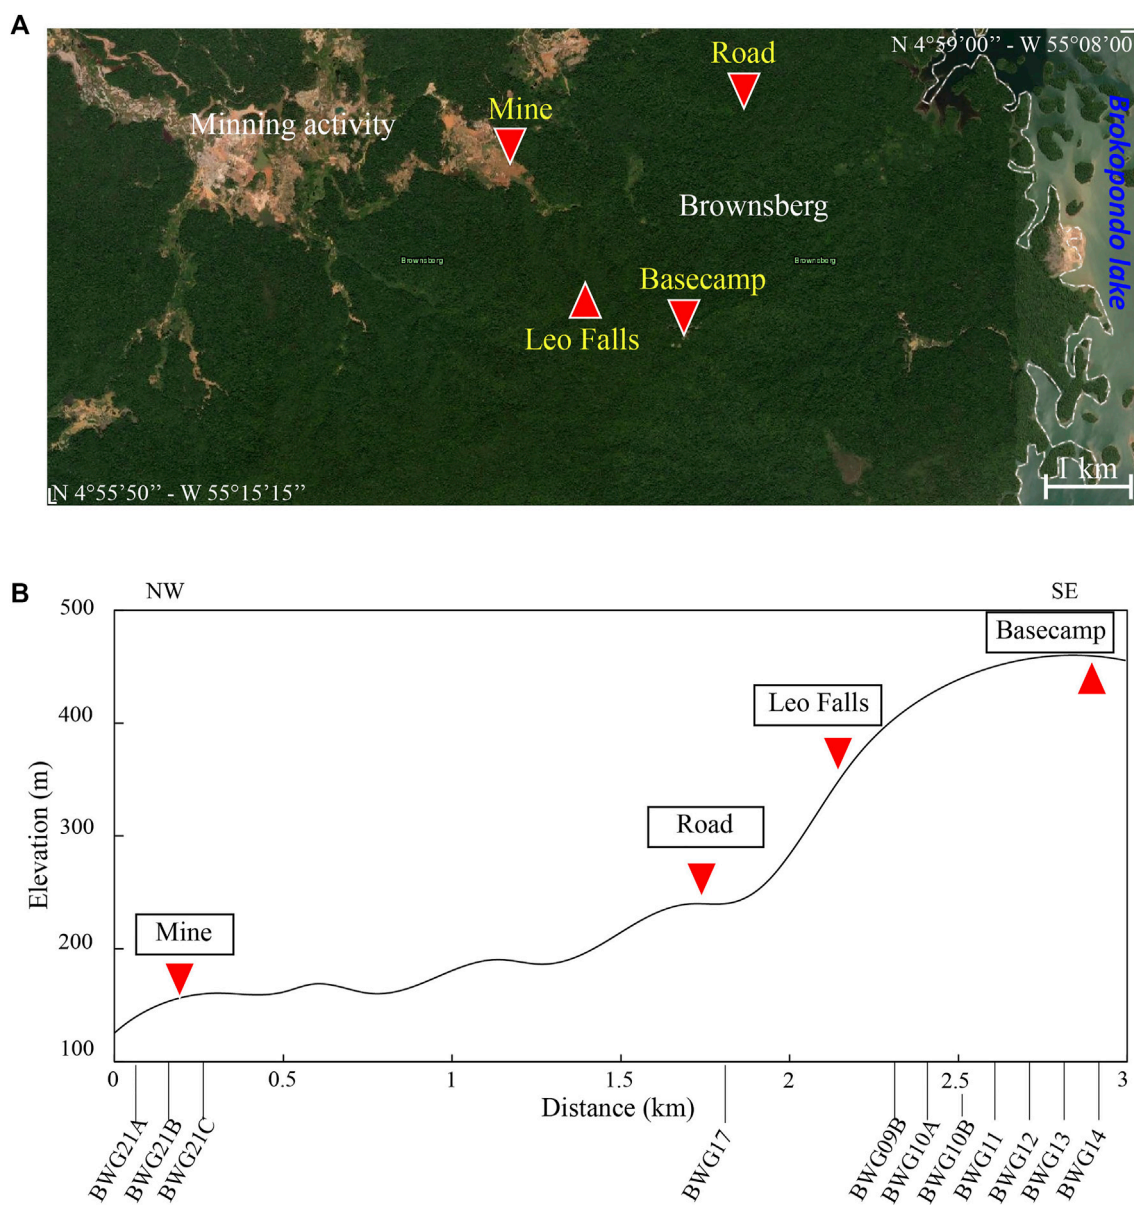 A
N 4°59’00’’ - W 55°08’00
Road
Mine
Minning activity
Brokopondo lake
Brownsberg
Brownsberg
Brownsberg
Basecamp
Leo Falls
1 km
N 4°55’50’’ - W 55°15’15’’
B
NW
SE
500
Basecamp
400
Leo Falls
300
Road
Elevation (m)
200
Mine
100
0
0.5
1
1.5
2
2.5
3
Distance (km)
BWG21A
BWG21B
BWG21C
BWG17
BWG09B
BWG10A
BWG10B
BWG11
BWG12
BWG13
BWG14